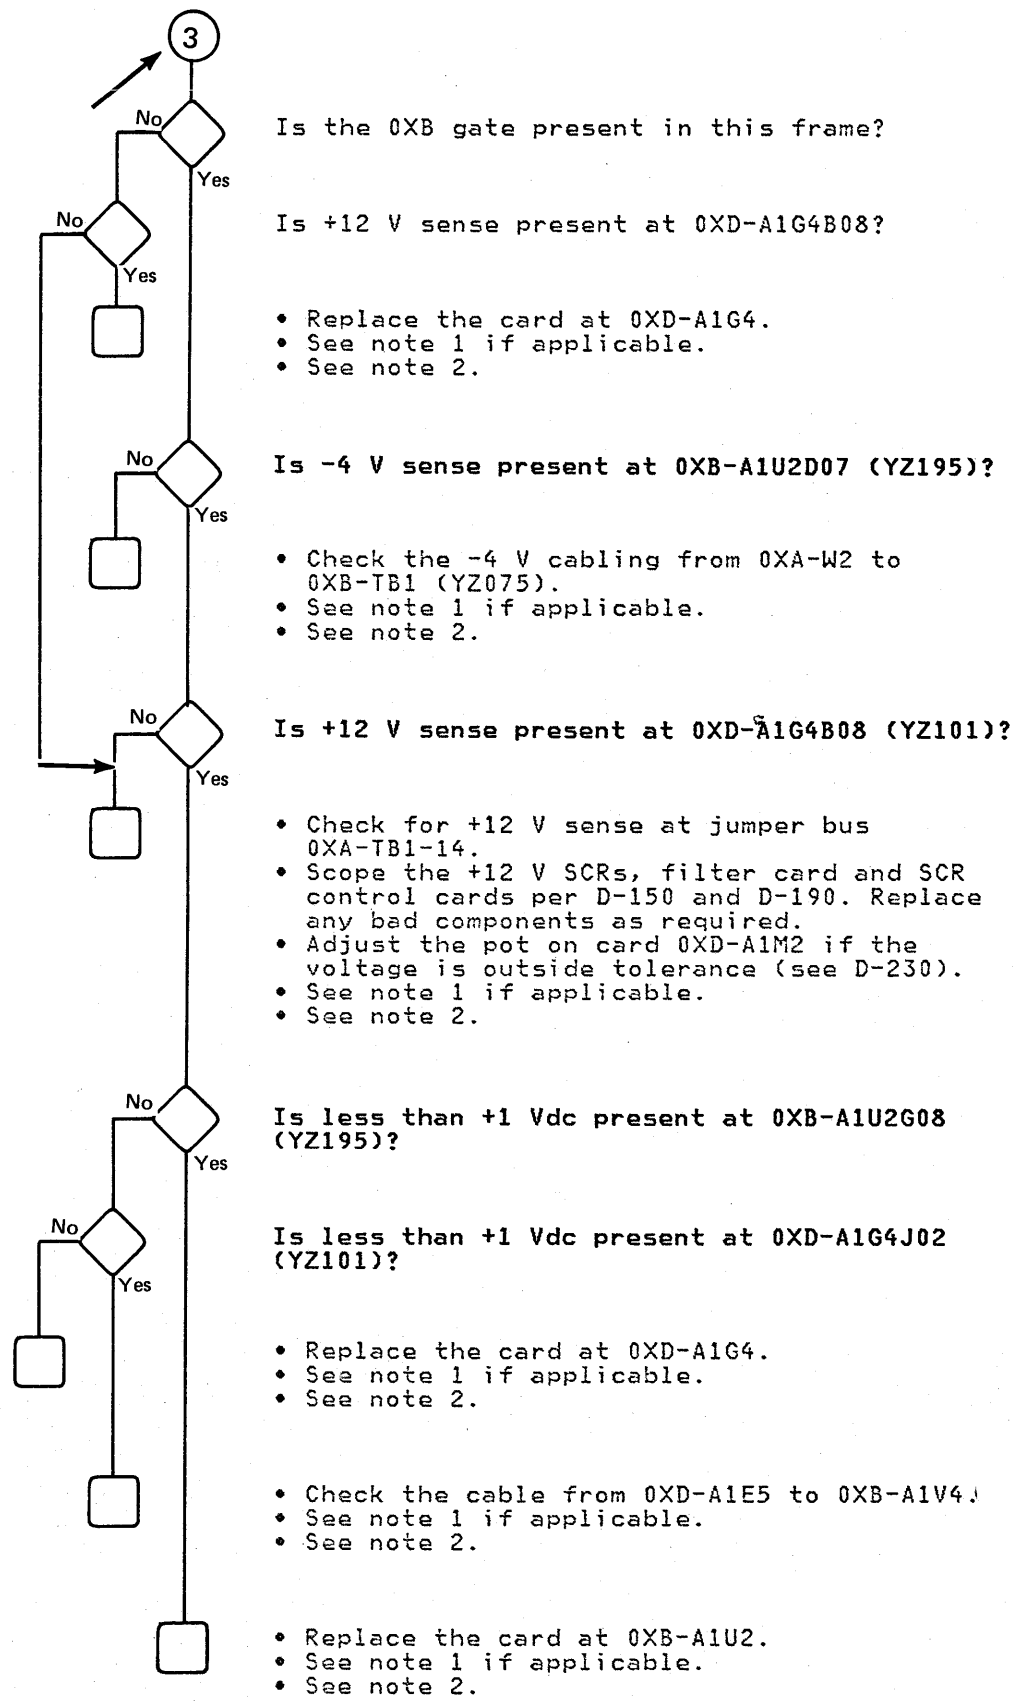 3
No
Is the 0XB gate present in this frame?
Yes
No
Is +12 V sense present at 0XD-A1G4B08?
Yes
• Replace the card at 0XD-A1G4.
• See note 1 if applicable.
• See note 2.
No
Is -4 V sense present at 0XB-A1U2D07 (YZ195)?
Yes
• Check the -4 V cabling from 0XA-W2 to
0XB-TB1 (YZ075).
• See note 1 if applicable.
• See note 2.
No
Is +12 V sense present at 0XD-A1G4B08 (YZ101)?
Yes
• Check for +12 V sense at jumper bus
0XA-TB1-14.
• Scope the +12 V SCRs, filter card and SCR
control cards per D-150 and D-190. Replace
any bad components as required.
• Adjust the pot on card 0XD-A1M2 if the
voltage is outside tolerance (see D-230).
• See note 1 if applicable.
• See note 2.
No
Is less than +1 Vdc present at 0XB-A1U2G08
(YZ195)?
Yes
No
Is less than +1 Vdc present at 0XD-A1G4J02
(YZ101)?
Yes
• Replace the card at 0XD-A1G4.
• See note 1 if applicable.
• See note 2.
• Check the cable from 0XD-A1E5 to 0XB-A1V4.
• See note 1 if applicable.
• See note 2.
• Replace the card at 0XB-A1U2.
• See note 1 if applicable.
• See note 2.